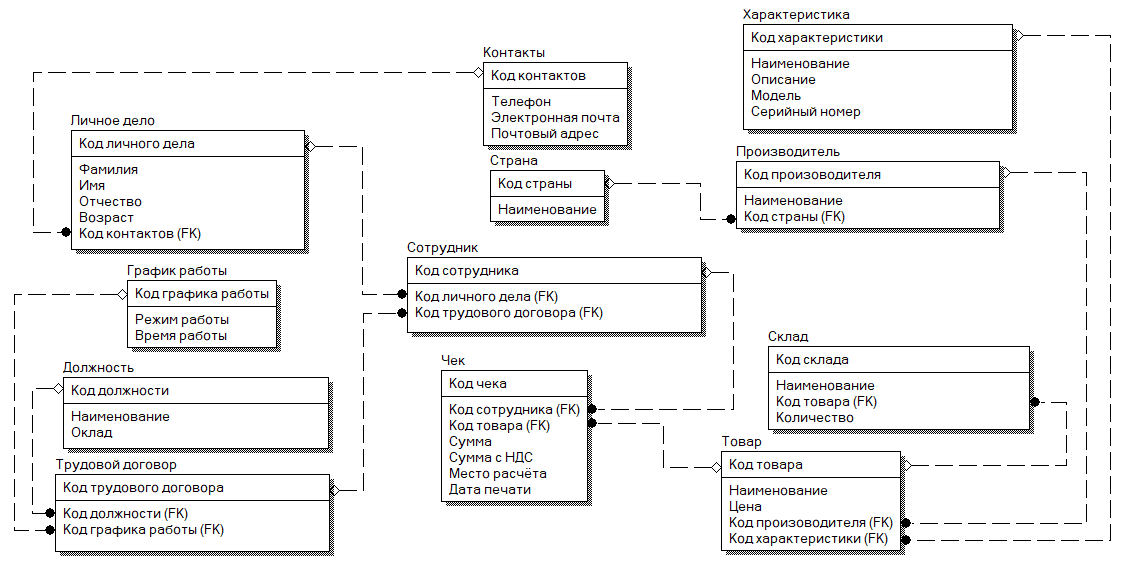 Характеристика
Код характеристики
Наименование
Описание
Модель
Серийный номер
Контакты
Код контактов
Телефон
Электронная почта
Почтовый адрес
Личное дело
Код личного дела
Фамилия
Имя
Отчество
Возраст
Код контактов (FK)
Страна
Код страны
Наименование
Производитель
Код произоводителя
Наименование
Код страны (FK)
Сотрудник
Код сотрудника
Код личного дела (FK)
Код трудового договора (FK)
График работы
Код графика работы
Режим работы
Время работы
Склад
Код склада
Наименование
Код товара (FK)
Количество
Чек
Код чека
Код сотрудника (FK)
Код товара (FK)
Сумма
Сумма с НДС
Место расчёта
Дата печати
Должность
Код должности
Наименование
Оклад
Товар
Код товара
Наименование
Цена
Код произоводителя (FK)
Код характеристики (FK)
Трудовой договор
Код трудового договора
Код должности (FK)
Код графика работы (FK)